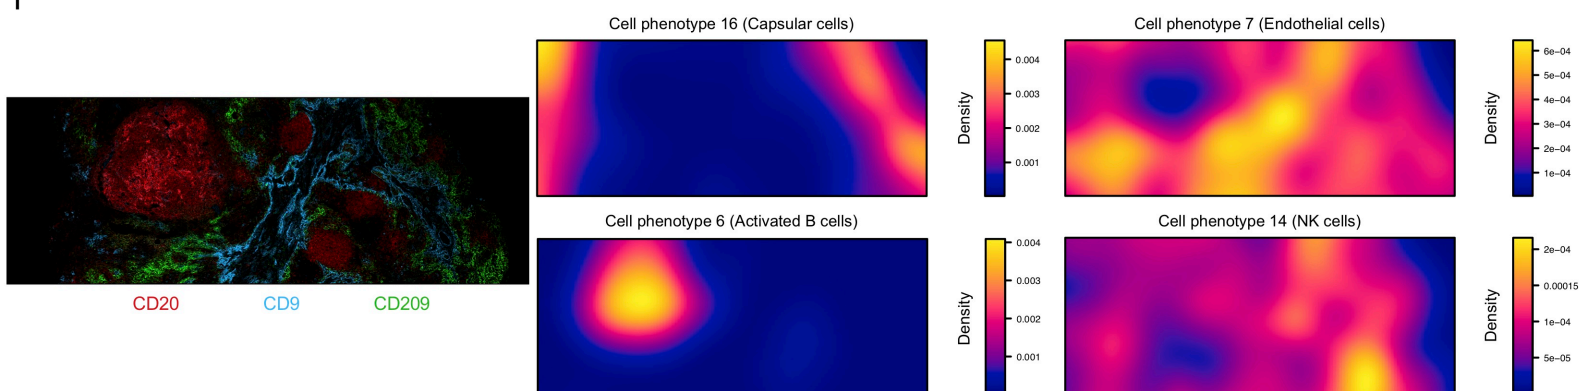 Cell phenotype 16 (Capsular cells)
0.004
0.003
0.002
0.001
Density
Cell phenotype 7 (Endothelial cells)
6e-04
5e-04
4e-04
3e-04
2e-04
1e-04
Density
CD20 CD9 CD209
Cell phenotype 6 (Activated B cells)
0.004
0.003
0.002
0.001
Density
Cell phenotype 14 (NK cells)
2e-04
0.00015
1e-04
5e-05
Density